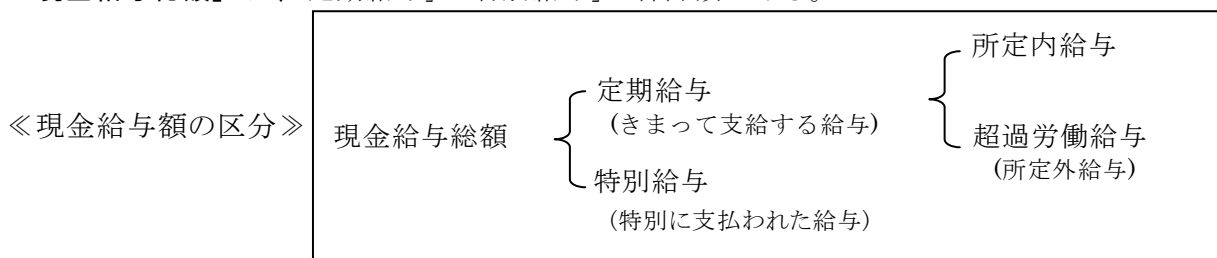 所定内給与
定期給与
(きまって支給する給与)
≪現金給与額の区分≫
現金給与総額
超過労働給与
(所定外給与)
特別給与
(特別に支払われた給与)